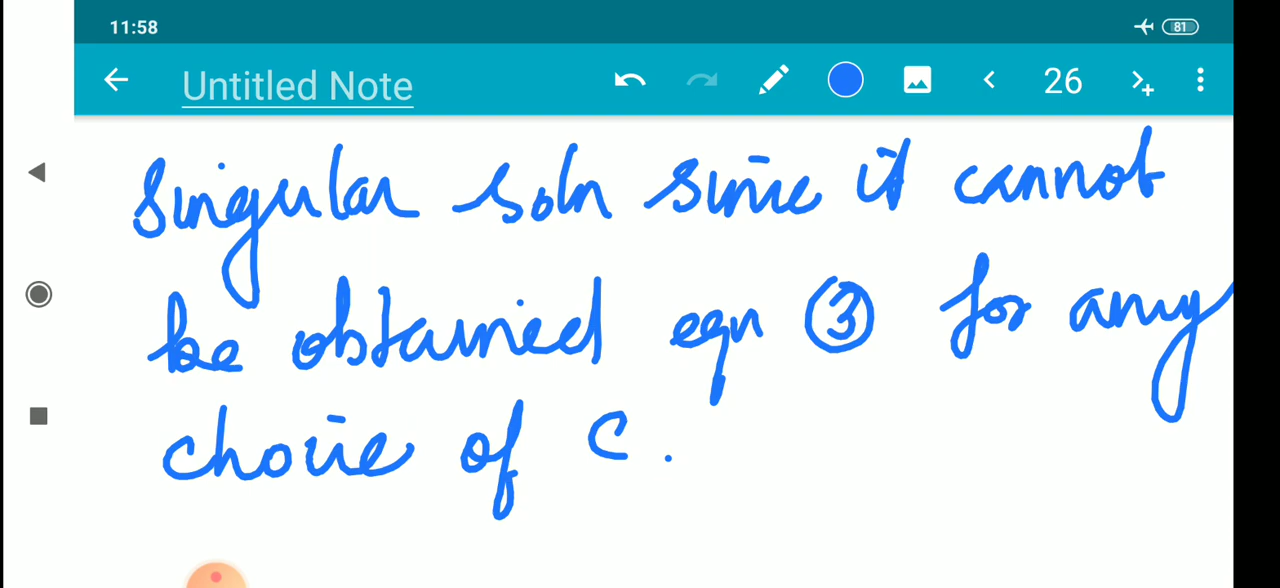 11:58
81
Untitled Note
26
Singular soln since it cannot
be obtained eqn ③ for any
choice of C.